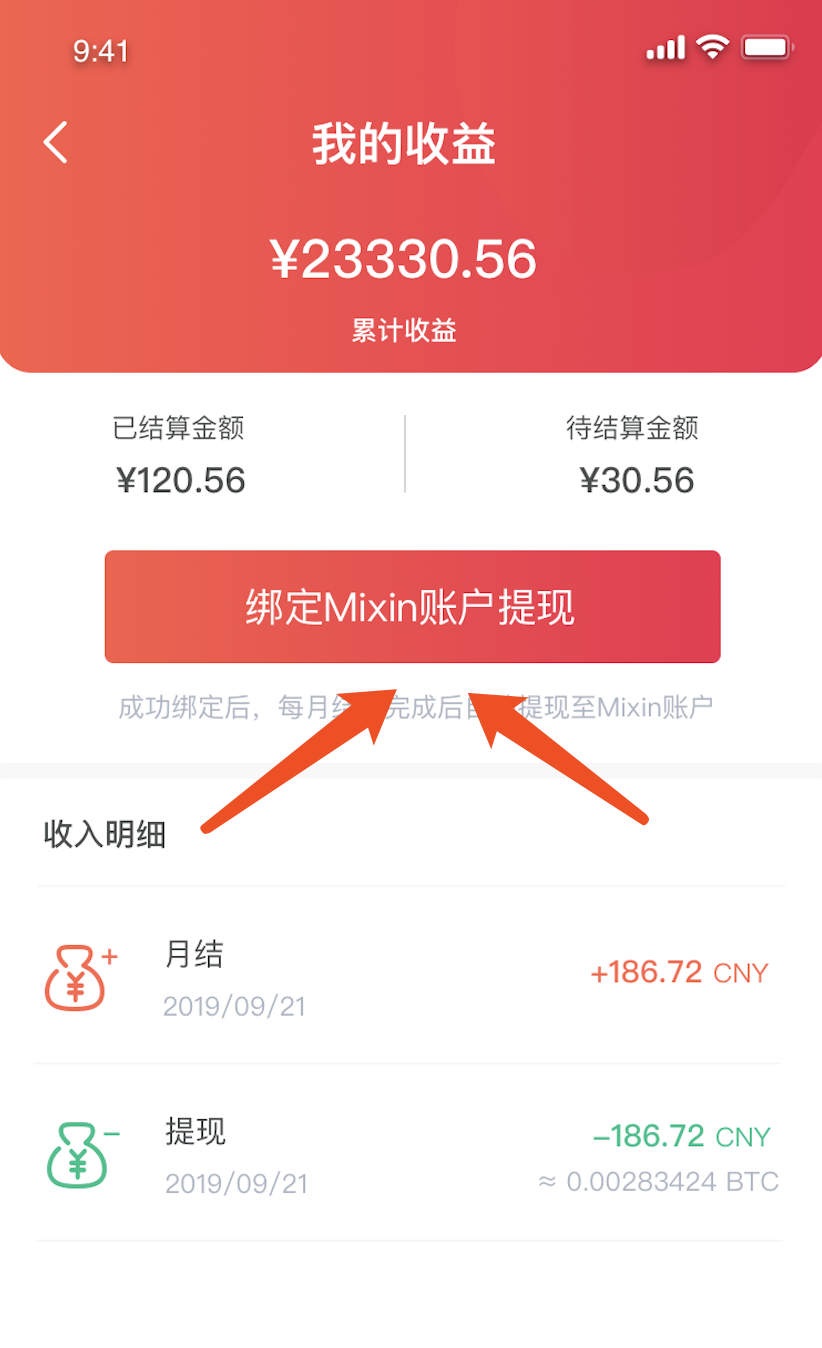 9:41
我的收益
¥23330.56
累计收益
已结算金额
待结算金额
¥120.56
¥30.56
绑定Mixin账户提现
成功绑定后，每月结 完成后 提现至Mixin账户
收入明细
月结
+186.72 CNY
2019/09/21
提现
−186.72 CNY
2019/09/21
≈ 0.00283424 BTC